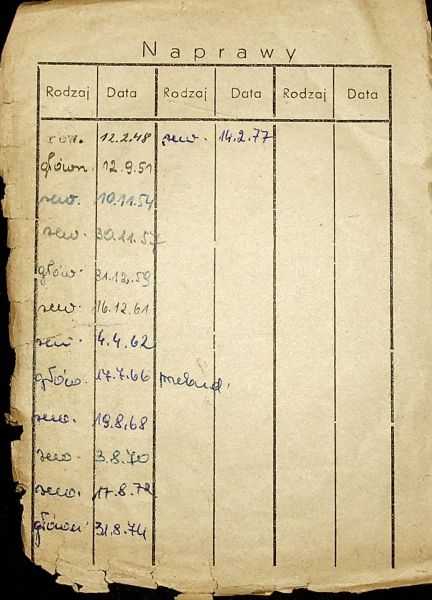 Naprawy
Rodzaj Data Rodzaj Data Rodzaj Data
rew. 12.2.48 rew. 14.2.77
główn. 12.9.51
rew. 10.11.54
rew. 30.11.57
główn. 31.12.59
rew. 16.12.61
rew. 4.4.62
główn. 17.7.66
rew. 19.8.68
rew. 3.8.70
rew. 17.8.72
główn. 31.8.74